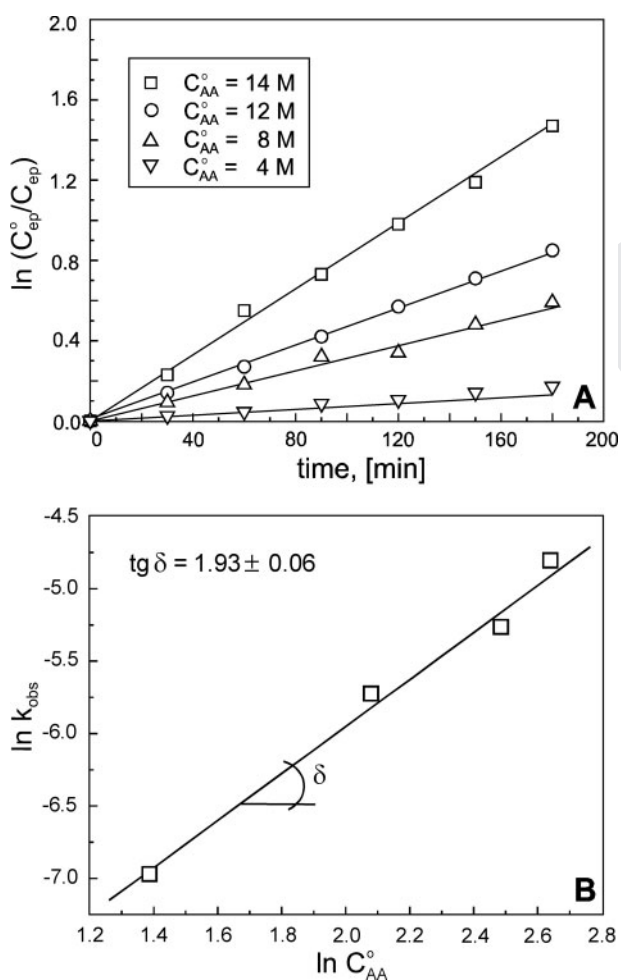 2.0
1.6
1.2
0.8
0.4
0.0
ln (C°ep/Cep)
C°AA = 14 M
C°AA = 12 M
C°AA = 8 M
C°AA = 4 M
A
0 40 80 120 160 200
time, [min]
-4.5
-5.0
-5.5
-6.0
-6.5
-7.0
ln kobs
tg δ = 1.93 ± 0.06
δ
B
1.2 1.4 1.6 1.8 2.0 2.2 2.4 2.6 2.8
ln C°AA